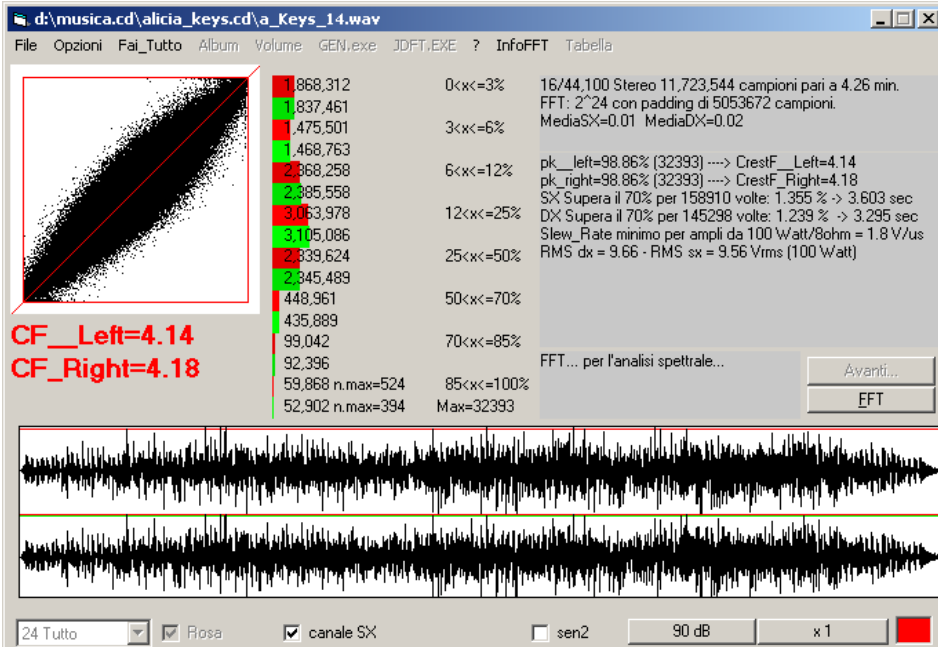 d:\musica.cd\alicia_keys.cd\a_Keys_14.wav
File Opzioni Fai_Tutto Album Volume GEN.exe JDFT.EXE ? InfoFFT Tabella
1,868,312 0<x<=3%
1,837,461
1,475,501 3<x<=6%
1,468,763
2,368,258 6<x<=12%
2,385,558
3,063,978 12<x<=25%
3,105,086
2,339,624 25<x<=50%
2,345,489
448,961 50<x<=70%
435,889
99,042 70<x<=85%
92,396
59,868 n.max=524 85<x<=100%
52,902 n.max=394 Max=32393
CF__Left=4.14
CF_Right=4.18
16/44,100 Stereo 11,723,544 campioni pari a 4.26 min.
FFT: 2^24 con padding di 5053672 campioni.
MediaSX=0.01 MediaDX=0.02
pk__left=98.86% (32393) ----> CrestF__Left=4.14
pk_right=98.86% (32393) ----> CrestF_Right=4.18
SX Supera il 70% per 158910 volte: 1.355 % -> 3.603 sec
DX Supera il 70% per 145298 volte: 1.239 % -> 3.295 sec
Slew_Rate minimo per ampli da 100 Watt/8ohm = 1.8 V/us
RMS dx = 9.66 - RMS sx = 9.56 Vrms (100 Watt)
FFT... per l'analisi spettrale...
Avanti...
FFT
24 Tutto Rosa canale SX sen2 90 dB x 1